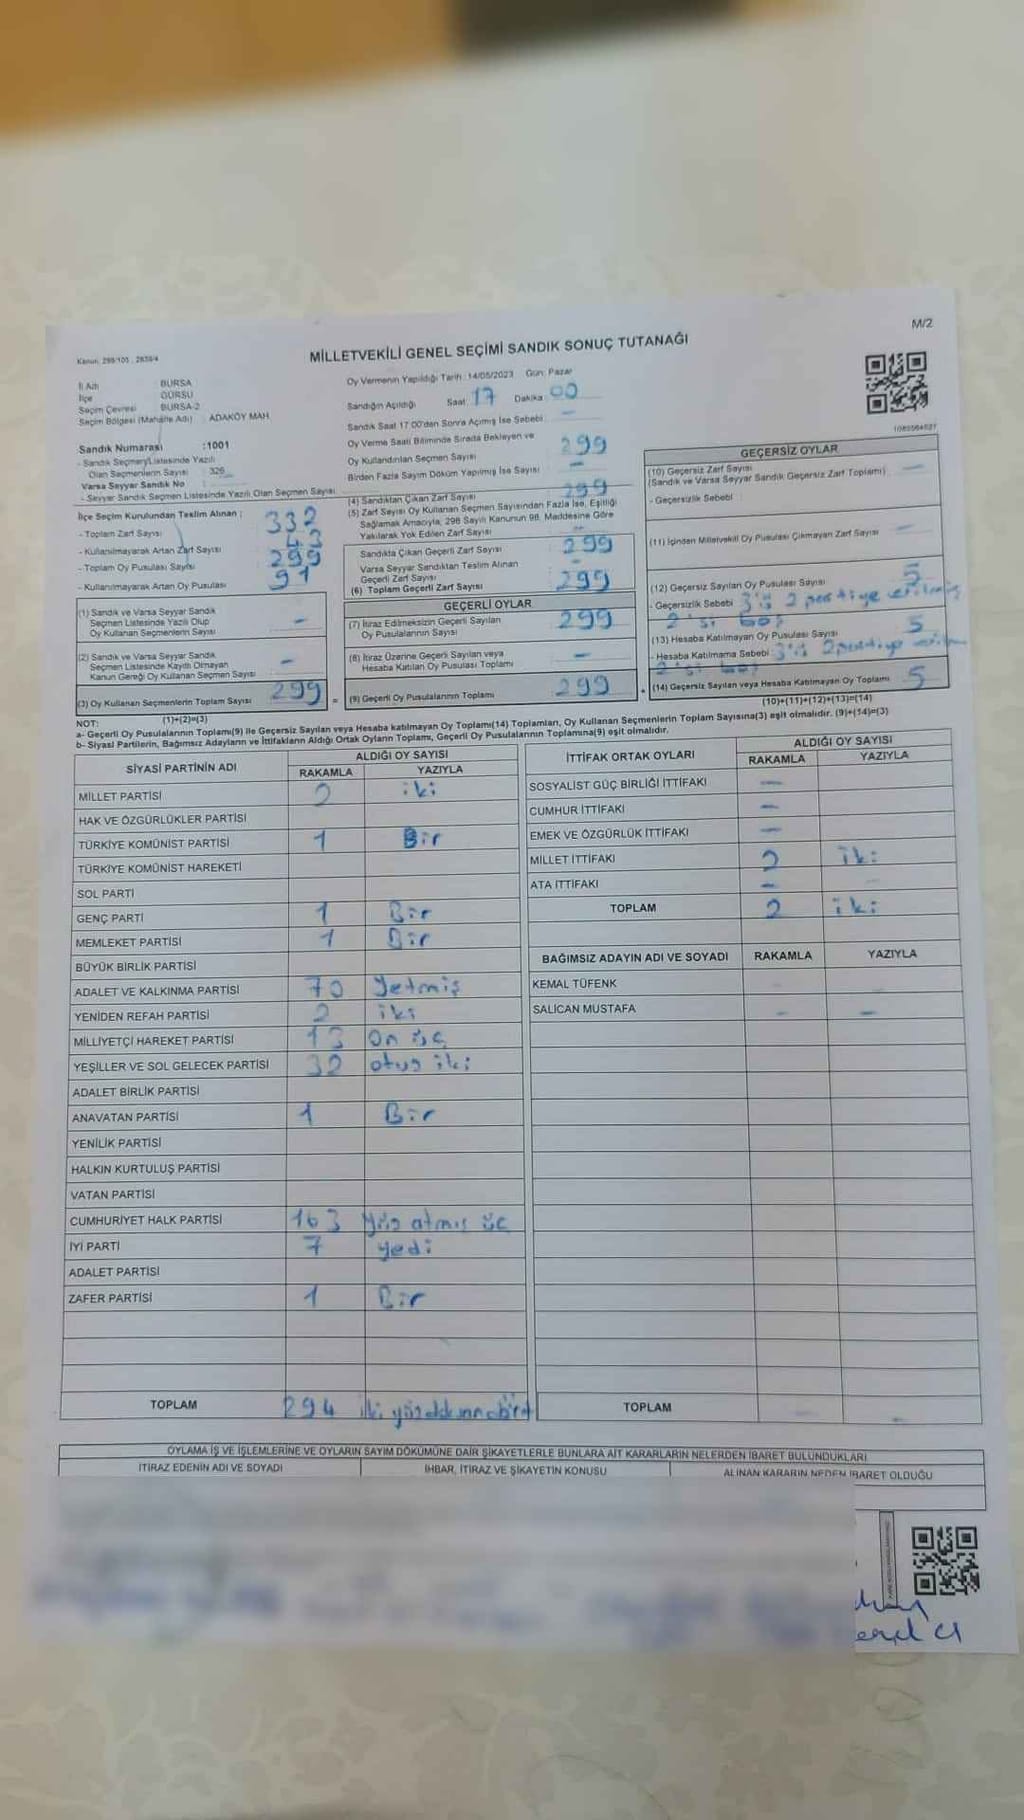 M/2
Kanun: 298/105 , 2839/4
MİLLETVEKİLİ GENEL SEÇİMİ SANDIK SONUÇ TUTANAĞI
İl Adı BURSA
İlçe GÜRSU
Seçim Çevresi BURSA-2
Seçim Bölgesi (Mahalle Adı) : ADAKÖY MAH
Sandık Numarası :1001
- Sandık Seçmen Listesinde Yazılı
Olan Seçmenlerin Sayısı : 326
Varsa Seyyar Sandık No
- Seyyar Sandık Seçmen Listesinde Yazılı Olan Seçmen Sayısı
İlçe Seçim Kurulundan Teslim Alınan :
- Toplam Zarf Sayısı 332
- Kullanılmayarak Artan Zarf Sayısı 43
- Toplam Oy Pusulası Sayısı 299
- Kullanılmayarak Artan Oy Pusulası 91
(1) Sandık ve Varsa Seyyar Sandık
Seçmen Listesinde Yazılı Olup
Oy Kullanan Seçmenlerin Sayısı -
(2) Sandık ve Varsa Seyyar Sandık
Seçmen Listesinde Kayıtlı Olmayan
Kanun Gereği Oy Kullanan Seçmen Sayısı -
(3) Oy Kullanan Seçmenlerin Toplam Sayısı 299 =
(1)+(2)=(3)
Oy Vermenin Yapıldığı Tarih : 14/05/2023 Gün: Pazar
Sandığın Açıldığı Saat: 17 Dakika: 00
Sandık Saat 17:00'den Sonra Açımış İse Sebebi : -
Oy Verme Saati Bitiminde Sırada Bekleyen ve
Oy Kullandırılan Seçmen Sayısı 299
Birden Fazla Sayım Döküm Yapılmış İse Sayısı -
(4) Sandıktan Çıkan Zarf Sayısı 299
(5) Zarf Sayısı Oy Kullanan Seçmen Sayısından Fazla İse, Eşitliği
Sağlamak Amacıyla, 298 Sayılı Kanunun 98. Maddesine Göre
Yakılarak Yok Edilen Zarf Sayısı
Sandıkta Çıkan Geçerli Zarf Sayısı 299
Varsa Seyyar Sandıktan Teslim Alınan
Geçerli Zarf Sayısı
(6) Toplam Geçerli Zarf Sayısı 299
GEÇERLİ OYLAR
(7) İtiraz Edilmeksizin Geçerli Sayılan
Oy Pusulalarının Sayısı 299
(8) İtiraz Üzerine Geçerli Sayılan veya
Hesaba Katılan Oy Pusulası Toplamı -
(9) Geçerli Oy Pusulalarının Toplamı 299
GEÇERSİZ OYLAR
(10) Geçersiz Zarf Sayısı
(Sandık ve Varsa Seyyar Sandık Geçersiz Zarf Toplamı) -
- Geçersizlik Sebebi :
(11) İçinden Milletvekili Oy Pusulası Çıkmayan Zarf Sayısı -
(12) Geçersiz Sayılan Oy Pusulası Sayısı 5
- Geçersizlik Sebebi 3'ü 2 partiye verilmiş
2'si boş
(13) Hesaba Katılmayan Oy Pusulası Sayısı 5
- Hesaba Katılmama Sebebi 3'ü 2 partiye
2'si boş
(14) Geçersiz Sayılan veya Hesaba Katılmayan Oy Toplamı 5
(10)+(11)+(12)+(13)=(14)
NOT:
a- Geçerli Oy Pusulalarının Toplamı(9) ile Geçersiz Sayılan veya Hesaba katılmayan Oy Toplamı(14) Toplamları, Oy Kullanan Seçmenlerin Toplam Sayısına(3) eşit olmalıdır. (9)+(14)=(3)
b- Siyasi Partilerin, Bağımsız Adayların ve İttifakların Aldığı Ortak Oyların Toplamı, Geçerli Oy Pusulalarının Toplamına(9) eşit olmalıdır.
SİYASİ PARTİNİN ADI ALDIĞI OY SAYISI
RAKAMLA YAZIYLA
MİLLET PARTİSİ 2 iki
HAK VE ÖZGÜRLÜKLER PARTİSİ
TÜRKİYE KOMÜNİST PARTİSİ 1 Bir
TÜRKİYE KOMÜNİST HAREKETİ
SOL PARTİ
GENÇ PARTİ 1 Bir
MEMLEKET PARTİSİ 1 Bir
BÜYÜK BİRLİK PARTİSİ
ADALET VE KALKINMA PARTİSİ 70 Yetmiş
YENİDEN REFAH PARTİSİ 2 iki
MİLLİYETÇİ HAREKET PARTİSİ 13 On üç
YEŞİLLER VE SOL GELECEK PARTİSİ 32 otuz iki
ADALET BİRLİK PARTİSİ
ANAVATAN PARTİSİ 1 Bir
YENİLİK PARTİSİ
HALKIN KURTULUŞ PARTİSİ
VATAN PARTİSİ
CUMHURİYET HALK PARTİSİ 163 Yüz atmış üç
İYİ PARTİ 7 yedi
ADALET PARTİSİ
ZAFER PARTİSİ 1 Bir
TOPLAM 294
İTTİFAK ORTAK OYLARI ALDIĞI OY SAYISI
RAKAMLA YAZIYLA
SOSYALİST GÜÇ BİRLİĞİ İTTİFAKI -
CUMHUR İTTİFAKI -
EMEK VE ÖZGÜRLÜK İTTİFAKI -
MİLLET İTTİFAKI 2 iki
ATA İTTİFAKI -
TOPLAM 2 iki
BAĞIMSIZ ADAYIN ADI VE SOYADI RAKAMLA YAZIYLA
KEMAL TÜFENK
SALİCAN MUSTAFA - -
TOPLAM - -
OYLAMA İŞ VE İŞLEMLERİNE VE OYLARIN SAYIM DÖKÜMÜNE DAİR ŞİKAYETLERLE BUNLARA AİT KARARLARIN NELERDEN İBARET BULUNDUKLARI
İTİRAZ EDENİN ADI VE SOYADI İHBAR, İTİRAZ VE ŞİKAYETİN KONUSU ALINAN KARARIN NEDEN İBARET OLDUĞU